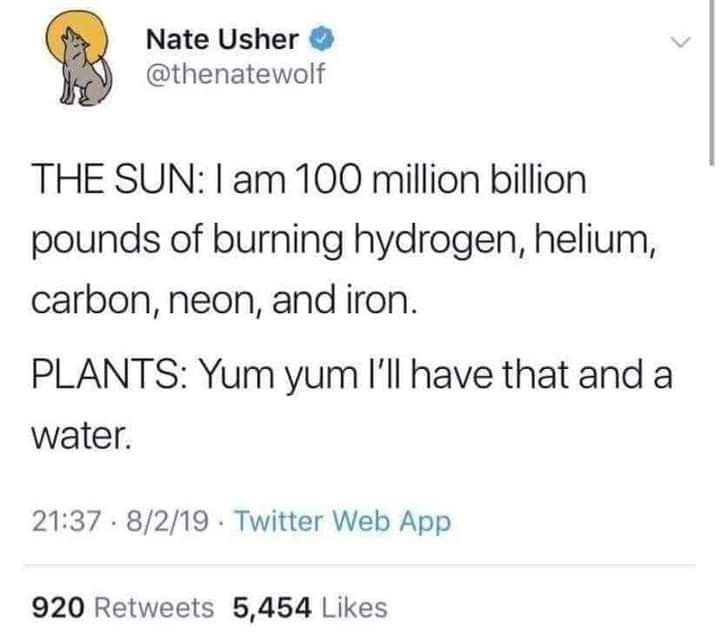 Nate Usher
@thenatewolf
THE SUN: I am 100 million billion
pounds of burning hydrogen, helium,
carbon, neon, and iron.
PLANTS: Yum yum I'll have that and a
water.
21:37 · 8/2/19 · Twitter Web App
920 Retweets 5,454 Likes